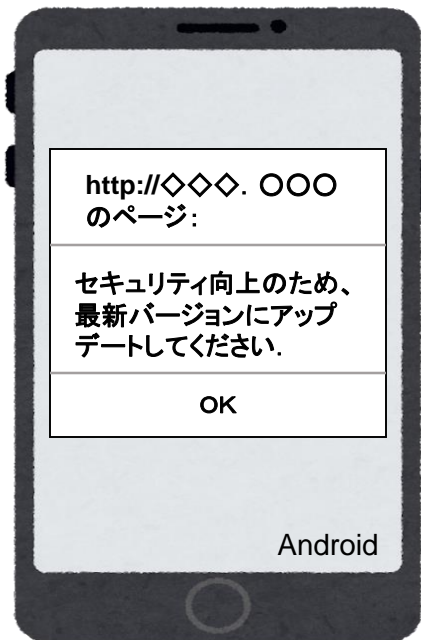 http://◇◇◇. 〇〇〇
のページ:
セキュリティ向上のため、
最新バージョンにアップ
デートしてください.
OK
Android